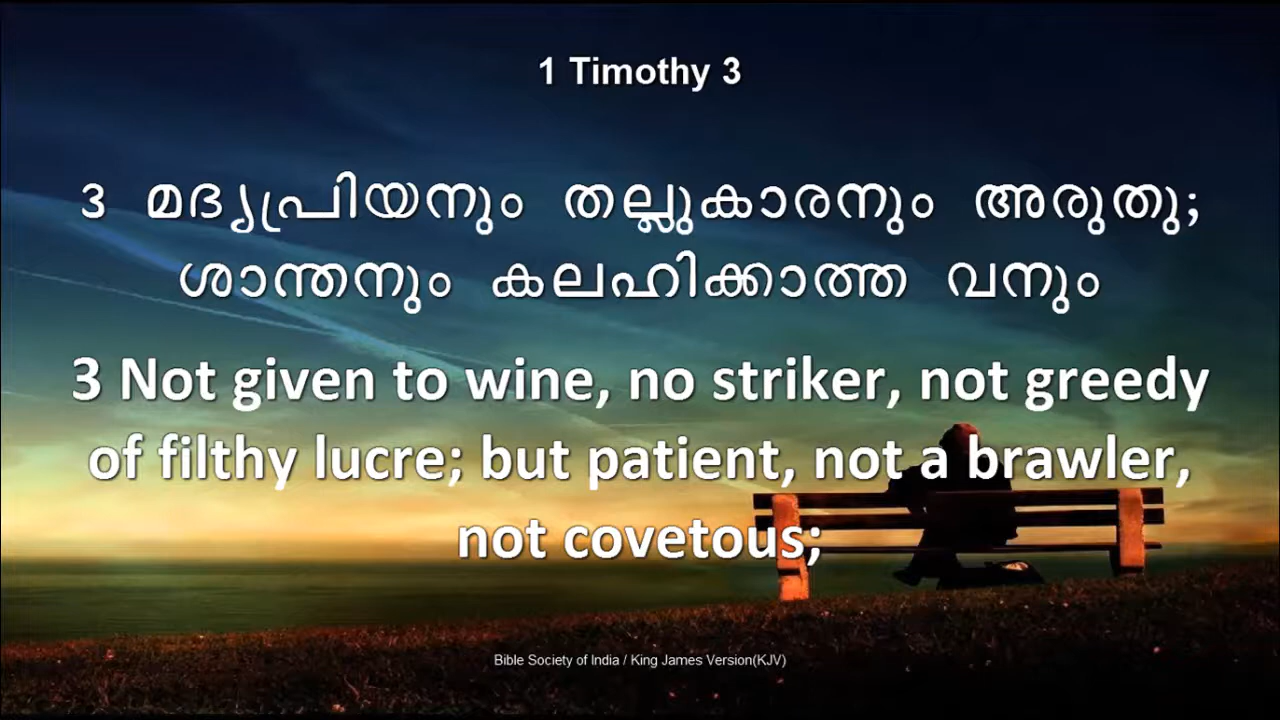 1 Timothy 3
3 മദ്യപ്രിയനും തല്ലുകാരനും അരുതു;
ശാന്തനും കലഹിക്കാത്ത വനും
3 Not given to wine, no striker, not greedy
of filthy lucre; but patient, not a brawler,
not covetous;
Bible Society of India / King James Version(KJV)